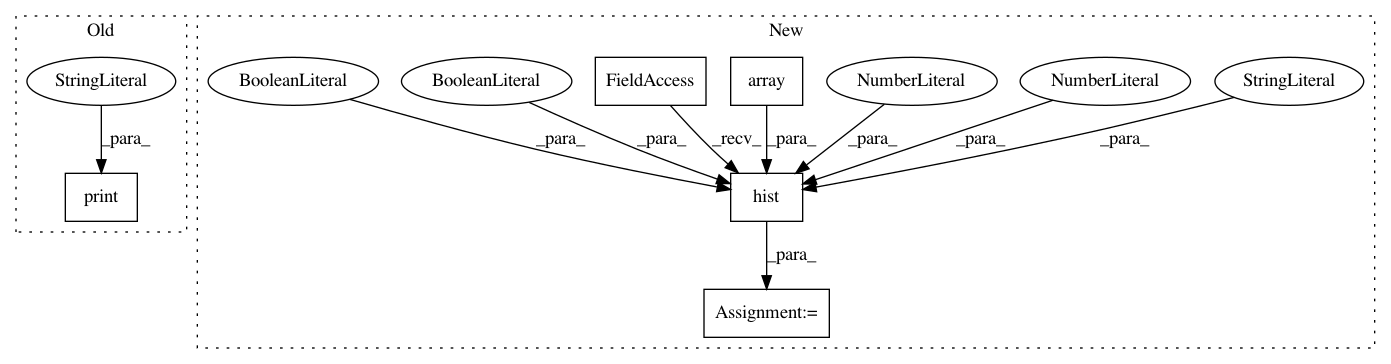 Old
New
StringLiteral
BooleanLiteral
BooleanLiteral
FieldAccess
array
NumberLiteral
NumberLiteral
StringLiteral
_para_
_para_
_para_
_recv_
_para_
_para_
_para_
_para_
print
hist
_para_
Assignment:=